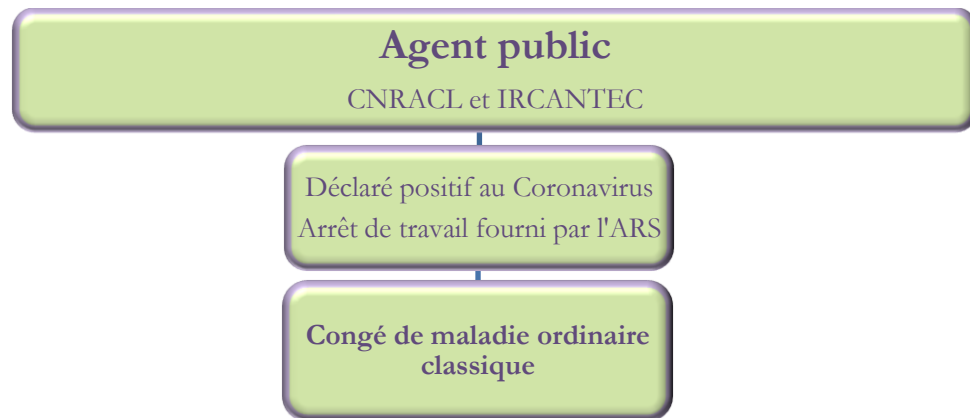 Agent public
CNRACL et IRCANTEC
Déclaré positif au Coronavirus
Arrêt de travail fourni par l'ARS
Congé de maladie ordinaire
classique